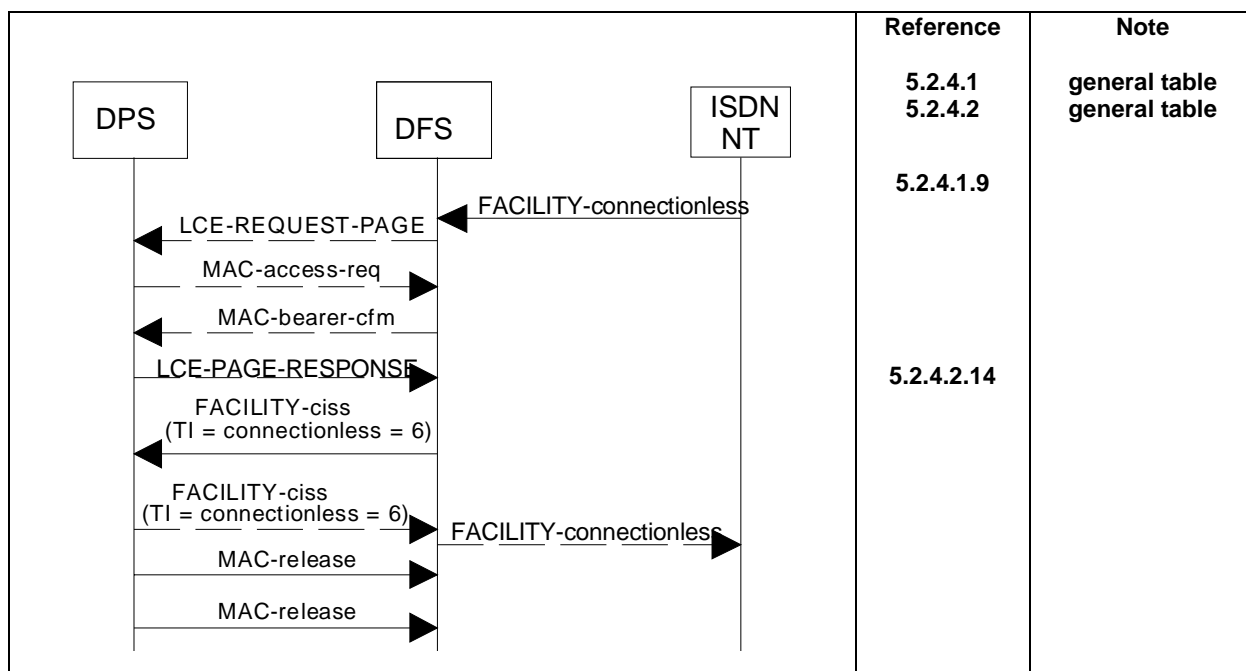 Reference Note
5.2.4.1 general table
DPS DFS ISDN NT 5.2.4.2 general table
5.2.4.1.9
FACILITY-connectionless
LCE-REQUEST-PAGE
MAC-access-req
MAC-bearer-cfm
LCE-PAGE-RESPONSE 5.2.4.2.14
FACILITY-ciss
(TI = connectionless = 6)
FACILITY-ciss
(TI = connectionless = 6)
FACILITY-connectionless
MAC-release
MAC-release